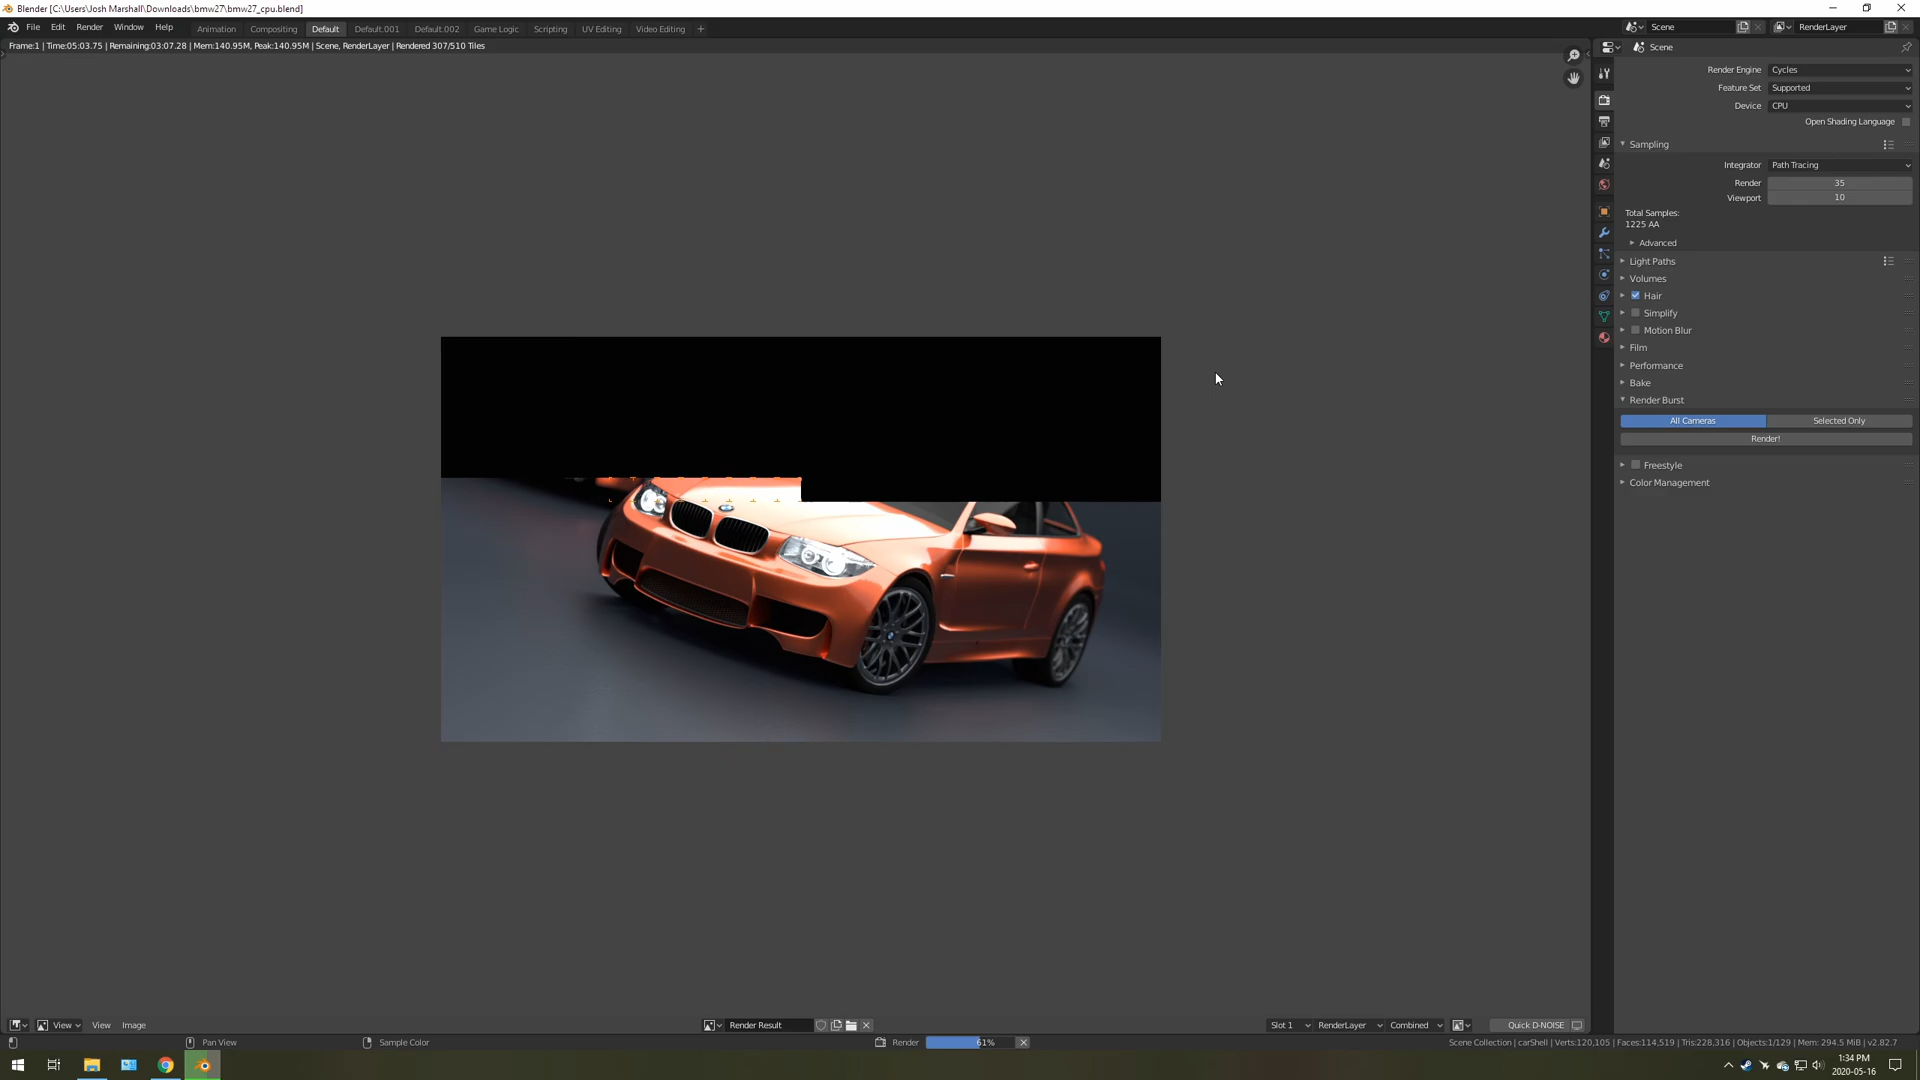 Blender [C:\Users\Josh Marshall\Downloads\bmw27\bmw27_cpu.blend]
File Edit Render Window Help Animation Compositing Default Default.001 Default.002 Game Logic Scripting UV Editing Video Editing + Scene RenderLayer
Frame:1 | Time:05:03.75 | Remaining:03:07.28 | Mem:140.95M, Peak:140.95M | Scene, RenderLayer | Rendered 307/510 Tiles
Scene
Render Engine Cycles
Feature Set Supported
Device CPU
Open Shading Language
Sampling
Integrator Path Tracing
Render 35
Viewport 10
Total Samples:
1225 AA
Advanced
Light Paths
Volumes
Hair
Simplify
Motion Blur
Film
Performance
Bake
Render Burst
All Cameras Selected Only
Render!
Freestyle
Color Management
View View Image Render Result Slot 1 RenderLayer Combined Quick D-NOISE
Pan View Sample Color Render 61% Scene Collection | carShell | Verts:120,105 | Faces:114,519 | Tris:228,316 | Objects:1/129 | Mem: 294.5 MiB | v2.82.7
1:34 PM
2020-05-16